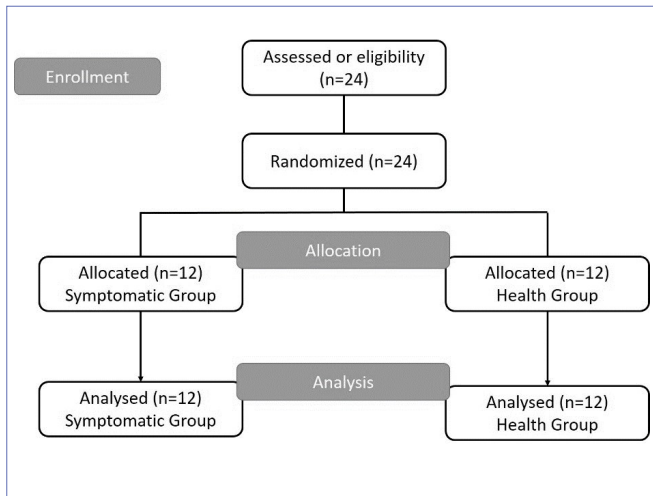 Enrollment
Assessed or eligibility
(n=24)
Randomized (n=24)
Allocation
Allocated (n=12)
Symptomatic Group
Allocated (n=12)
Health Group
Analysis
Analysed (n=12)
Symptomatic Group
Analysed (n=12)
Health Group